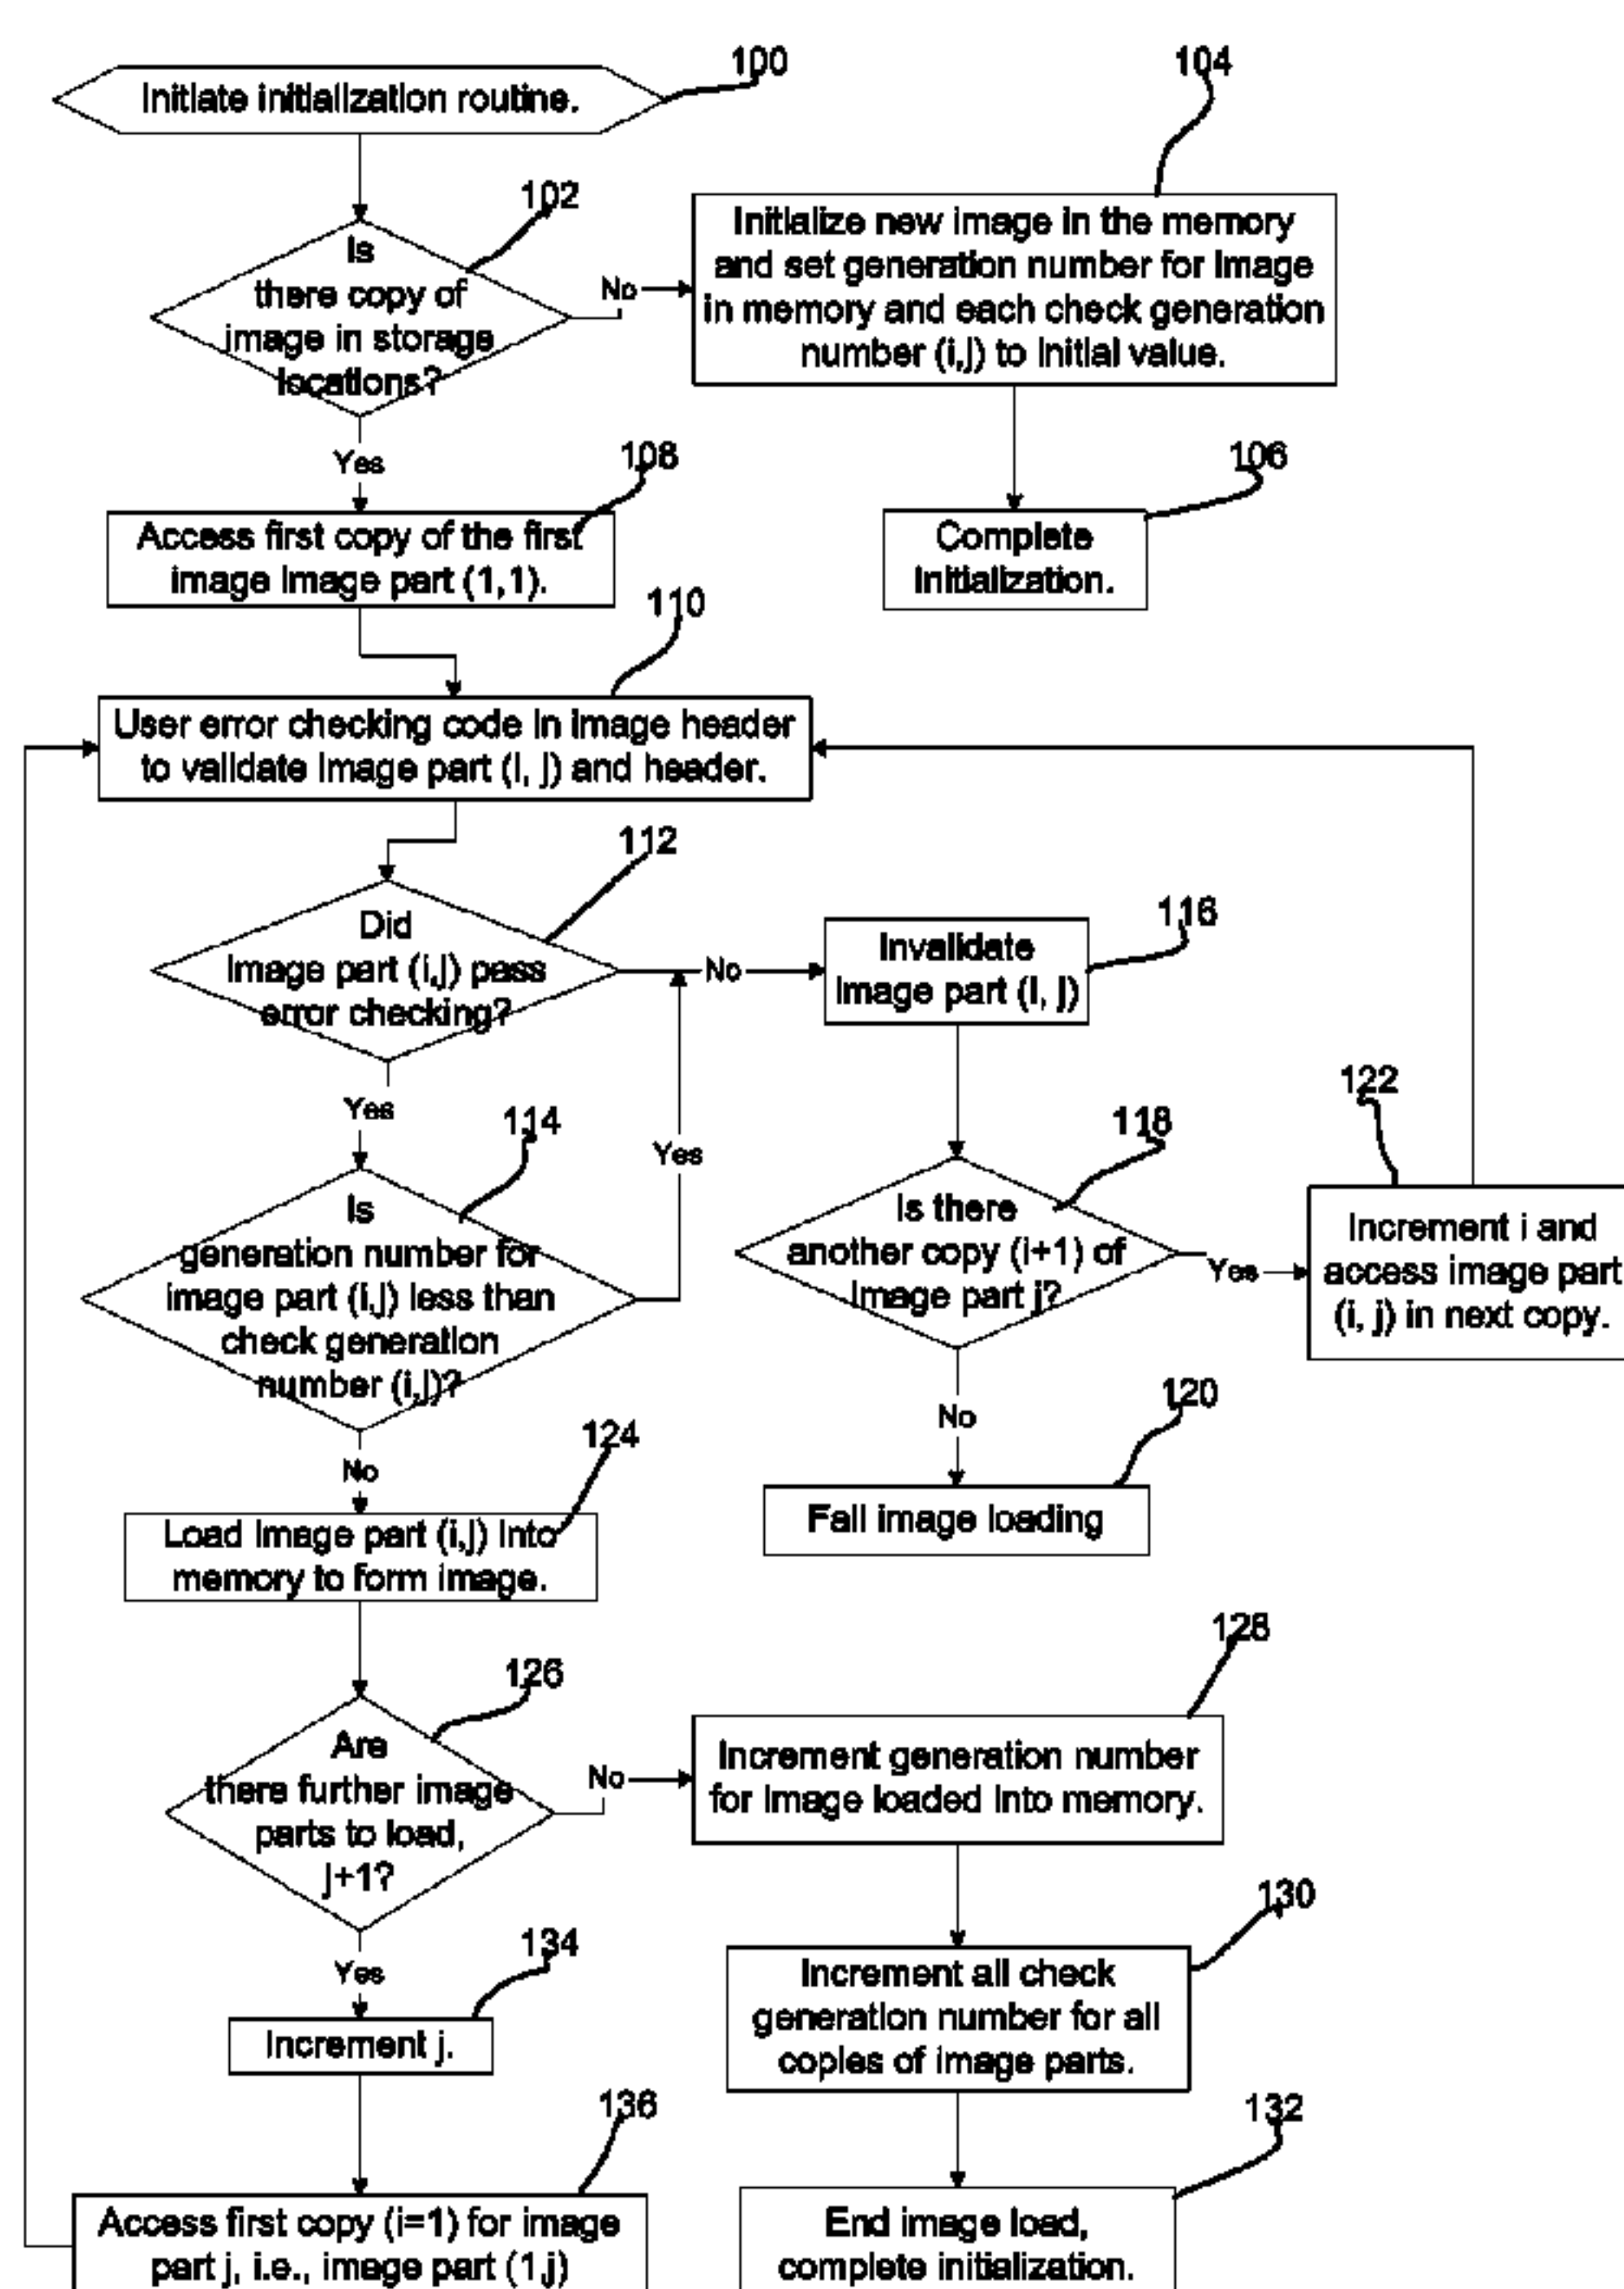 100
Initiate initialization routine.
102
Is
there copy of
image in storage
locations?
No
104
Initialize new image in the memory
and set generation number for image
in memory and each check generation
number (i,j) to initial value.
Yes
106
Complete
Initialization.
108
Access first copy of the first
image image part (1,1).
110
User error checking code in image header
to validate image part (i, j) and header.
112
Did
image part (i,j) pass
error checking?
No
116
Invalidate
image part (i, j)
Yes
114
Is
generation number for
image part (i,j) less than
check generation
number (i,j)?
Yes
118
Is there
another copy (i+1) of
image part j?
Yes
122
Increment i and
access image part
(i, j) in next copy.
No
120
Fail image loading
No
124
Load image part (i,j) into
memory to form image.
126
Are
there further image
parts to load,
j+1?
No
128
Increment generation number
for image loaded into memory.
130
Increment all check
generation number for all
copies of image parts.
Yes
134
Increment j.
136
Access first copy (i=1) for image
part j, i.e., image part (1,j)
132
End image load,
complete initialization.